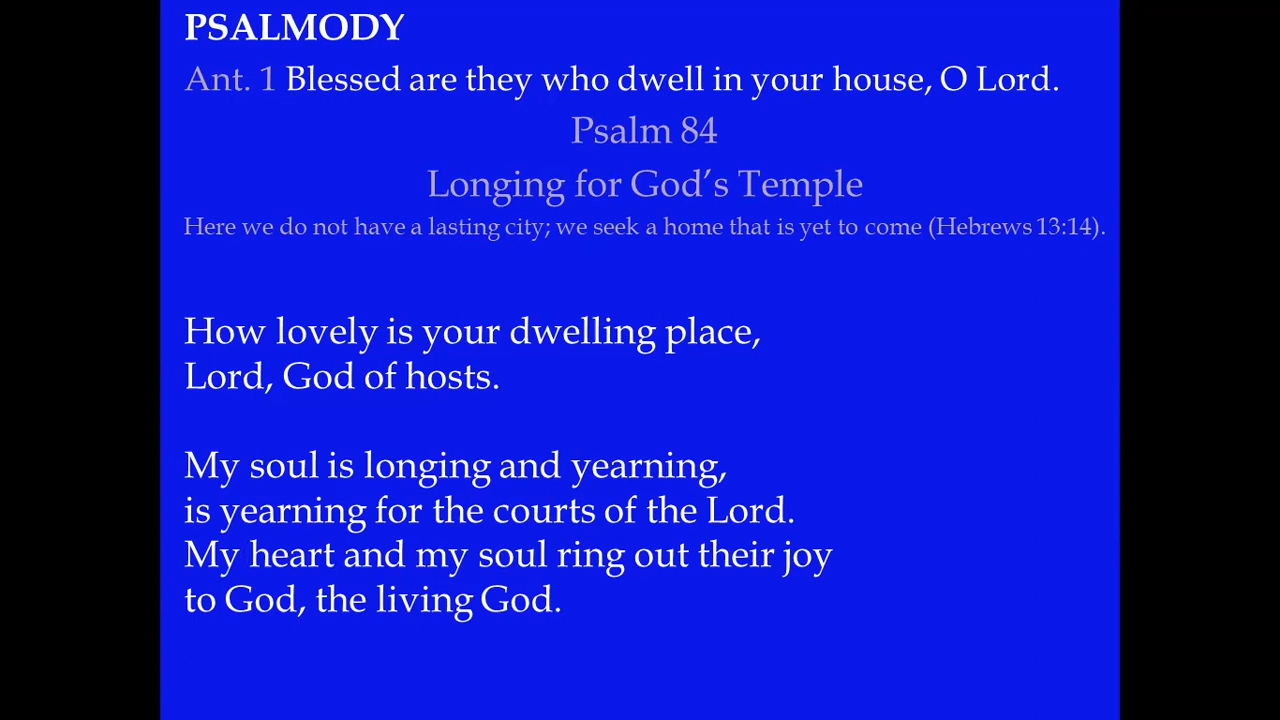 PSALMODY
Ant. 1 Blessed are they who dwell in your house, O Lord.
Psalm 84
Longing for God’s Temple
Here we do not have a lasting city; we seek a home that is yet to come (Hebrews 13:14).
How lovely is your dwelling place,
Lord, God of hosts.
My soul is longing and yearning,
is yearning for the courts of the Lord.
My heart and my soul ring out their joy
to God, the living God.